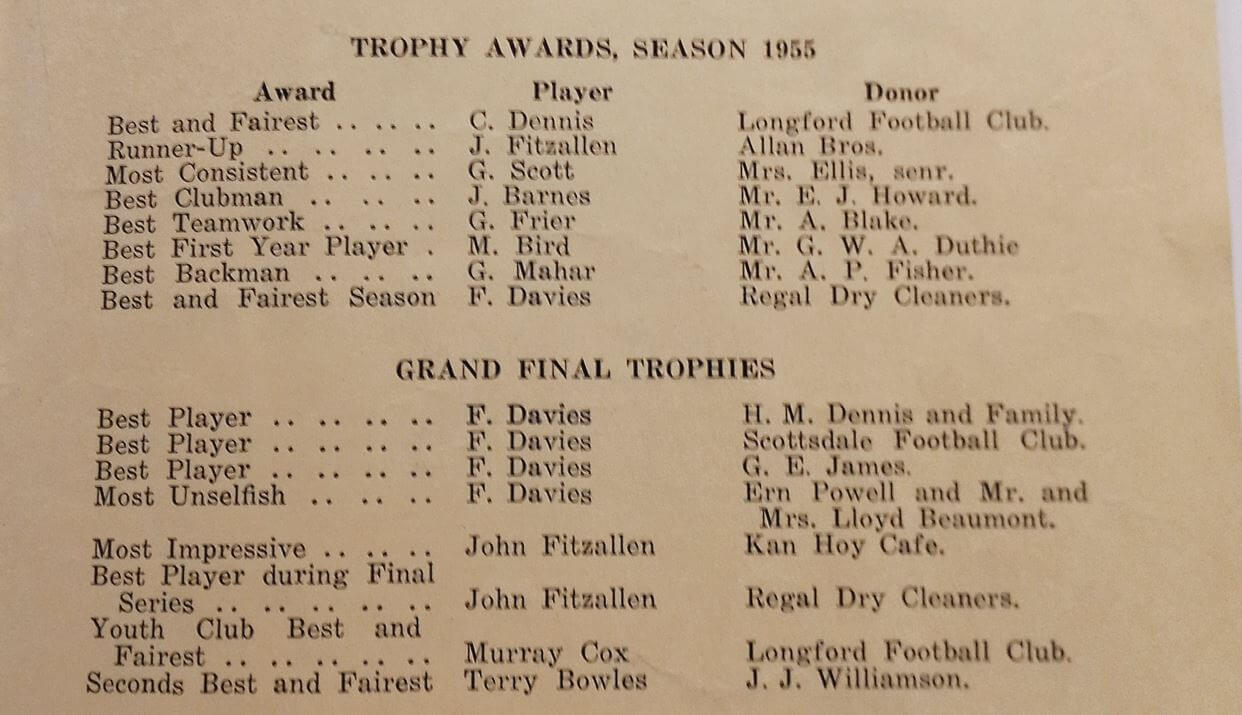 TROPHY AWARDS, SEASON 1955
Award Player Donor
Best and Fairest .. .. .. C. Dennis Longford Football Club.
Runner-Up .. .. .. .. J. Fitzallen Allan Bros.
Most Consistent .. .. .. G. Scott Mrs. Ellis, senr.
Best Clubman .. .. .. J. Barnes Mr. E. J. Howard.
Best Teamwork .. .. .. G. Frier Mr. A. Blake.
Best First Year Player . M. Bird Mr. G. W. A. Duthie
Best Backman .. .. .. G. Mahar Mr. A. P. Fisher.
Best and Fairest Season F. Davies Regal Dry Cleaners.
GRAND FINAL TROPHIES
Best Player .. .. .. .. F. Davies H. M. Dennis and Family.
Best Player .. .. .. .. F. Davies Scottsdale Football Club.
Best Player .. .. .. .. F. Davies G. E. James.
Most Unselfish .. .. .. F. Davies Ern Powell and Mr. and
Mrs. Lloyd Beaumont.
Most Impressive .. .. .. John Fitzallen Kan Hoy Cafe.
Best Player during Final
Series .. .. .. .. .. John Fitzallen Regal Dry Cleaners.
Youth Club Best and
Fairest .. .. .. .. .. Murray Cox Longford Football Club.
Seconds Best and Fairest Terry Bowles J. J. Williamson.